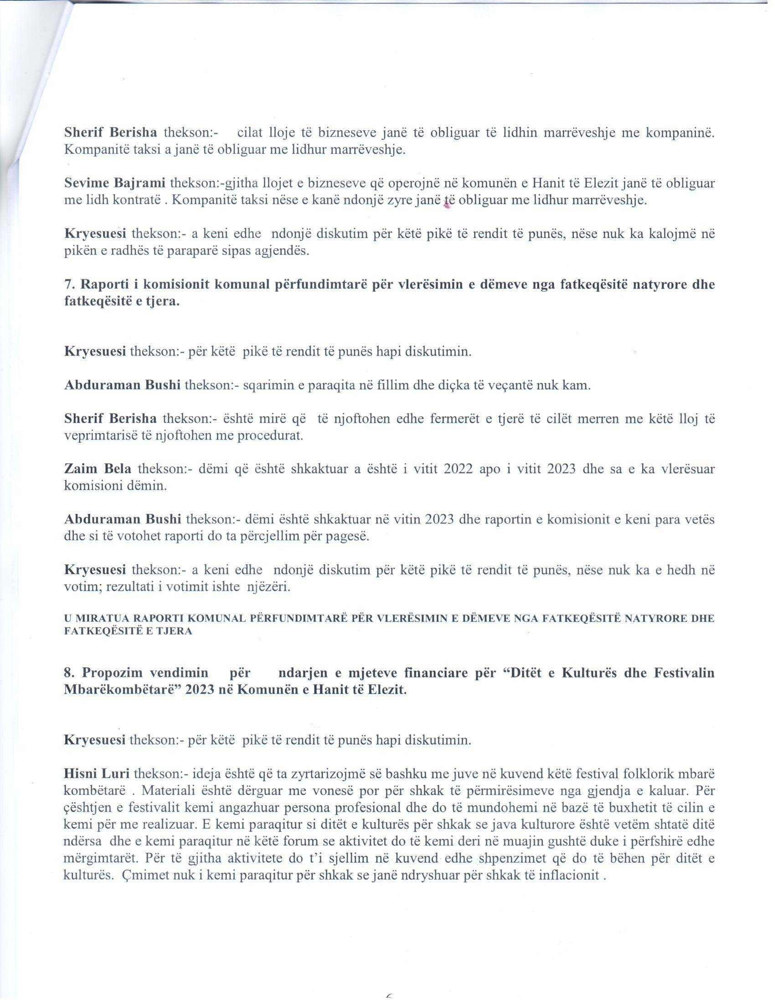 Sherif Berisha thekson:- cilat lloje të bizneseve janë të obliguar të lidhin marrëveshje me kompaninë.
Kompanitë taksi a janë të obliguar me lidhur marrëveshje.
Sevime Bajrami thekson:-gjitha llojet e bizneseve që operojnë në komunën e Hanit të Elezit janë të obliguar
me lidh kontratë . Kompanitë taksi nëse e kanë ndonjë zyre janë të obliguar me lidhur marrëveshje.
Kryesuesi thekson:- a keni edhe ndonjë diskutim për këtë pikë të rendit të punës, nëse nuk ka kalojmë në
pikën e radhës të paraparë sipas agjendës.
7. Raporti i komisionit komunal përfundimtarë për vlerësimin e dëmeve nga fatkeqësitë natyrore dhe
fatkeqësitë e tjera.
Kryesuesi thekson:- për këtë pikë të rendit të punës hapi diskutimin.
Abduraman Bushi thekson:- sqarimin e paraqita në fillim dhe diçka të veçantë nuk kam.
Sherif Berisha thekson:- është mirë që të njoftohen edhe fermerët e tjerë të cilët merren me këtë lloj të
veprimtarisë të njoftohen me procedurat.
Zaim Bela thekson:- dëmi që është shkaktuar a është i vitit 2022 apo i vitit 2023 dhe sa e ka vlerësuar
komisioni dëmin.
Abduraman Bushi thekson:- dëmi është shkaktuar në vitin 2023 dhe raportin e komisionit e keni para vetës
dhe si të votohet raporti do ta përcjellim për pagesë.
Kryesuesi thekson:- a keni edhe ndonjë diskutim për këtë pikë të rendit të punës, nëse nuk ka e hedh në
votim; rezultati i votimit ishte njëzëri.
U MIRATUA RAPORTI KOMUNAL PËRFUNDIMTARË PËR VLERËSIMIN E DËMEVE NGA FATKEQËSITË NATYRORE DHE
FATKEQËSITË E TJERA
8. Propozim vendimin për ndarjen e mjeteve financiare për “Ditët e Kulturës dhe Festivalin
Mbarëkombëtarë” 2023 në Komunën e Hanit të Elezit.
Kryesuesi thekson:- për këtë pikë të rendit të punës hapi diskutimin.
Hisni Luri thekson:- ideja është që ta zyrtarizojmë së bashku me juve në kuvend këtë festival folklorik mbarë
kombëtarë . Materiali është dërguar me vonesë por për shkak të përmirësimeve nga gjendja e kaluar. Për
çështjen e festivalit kemi angazhuar persona profesional dhe do të mundohemi në bazë të buxhetit të cilin e
kemi për me realizuar. E kemi paraqitur si ditët e kulturës për shkak se java kulturore është vetëm shtatë ditë
ndërsa dhe e kemi paraqitur në këtë forum se aktivitet do të kemi deri në muajin gushtë duke i përfshirë edhe
mërgimtarët. Për të gjitha aktivitete do t’i sjellim në kuvend edhe shpenzimet që do të bëhen për ditët e
kulturës. Çmimet nuk i kemi paraqitur për shkak se janë ndryshuar për shkak të inflacionit .